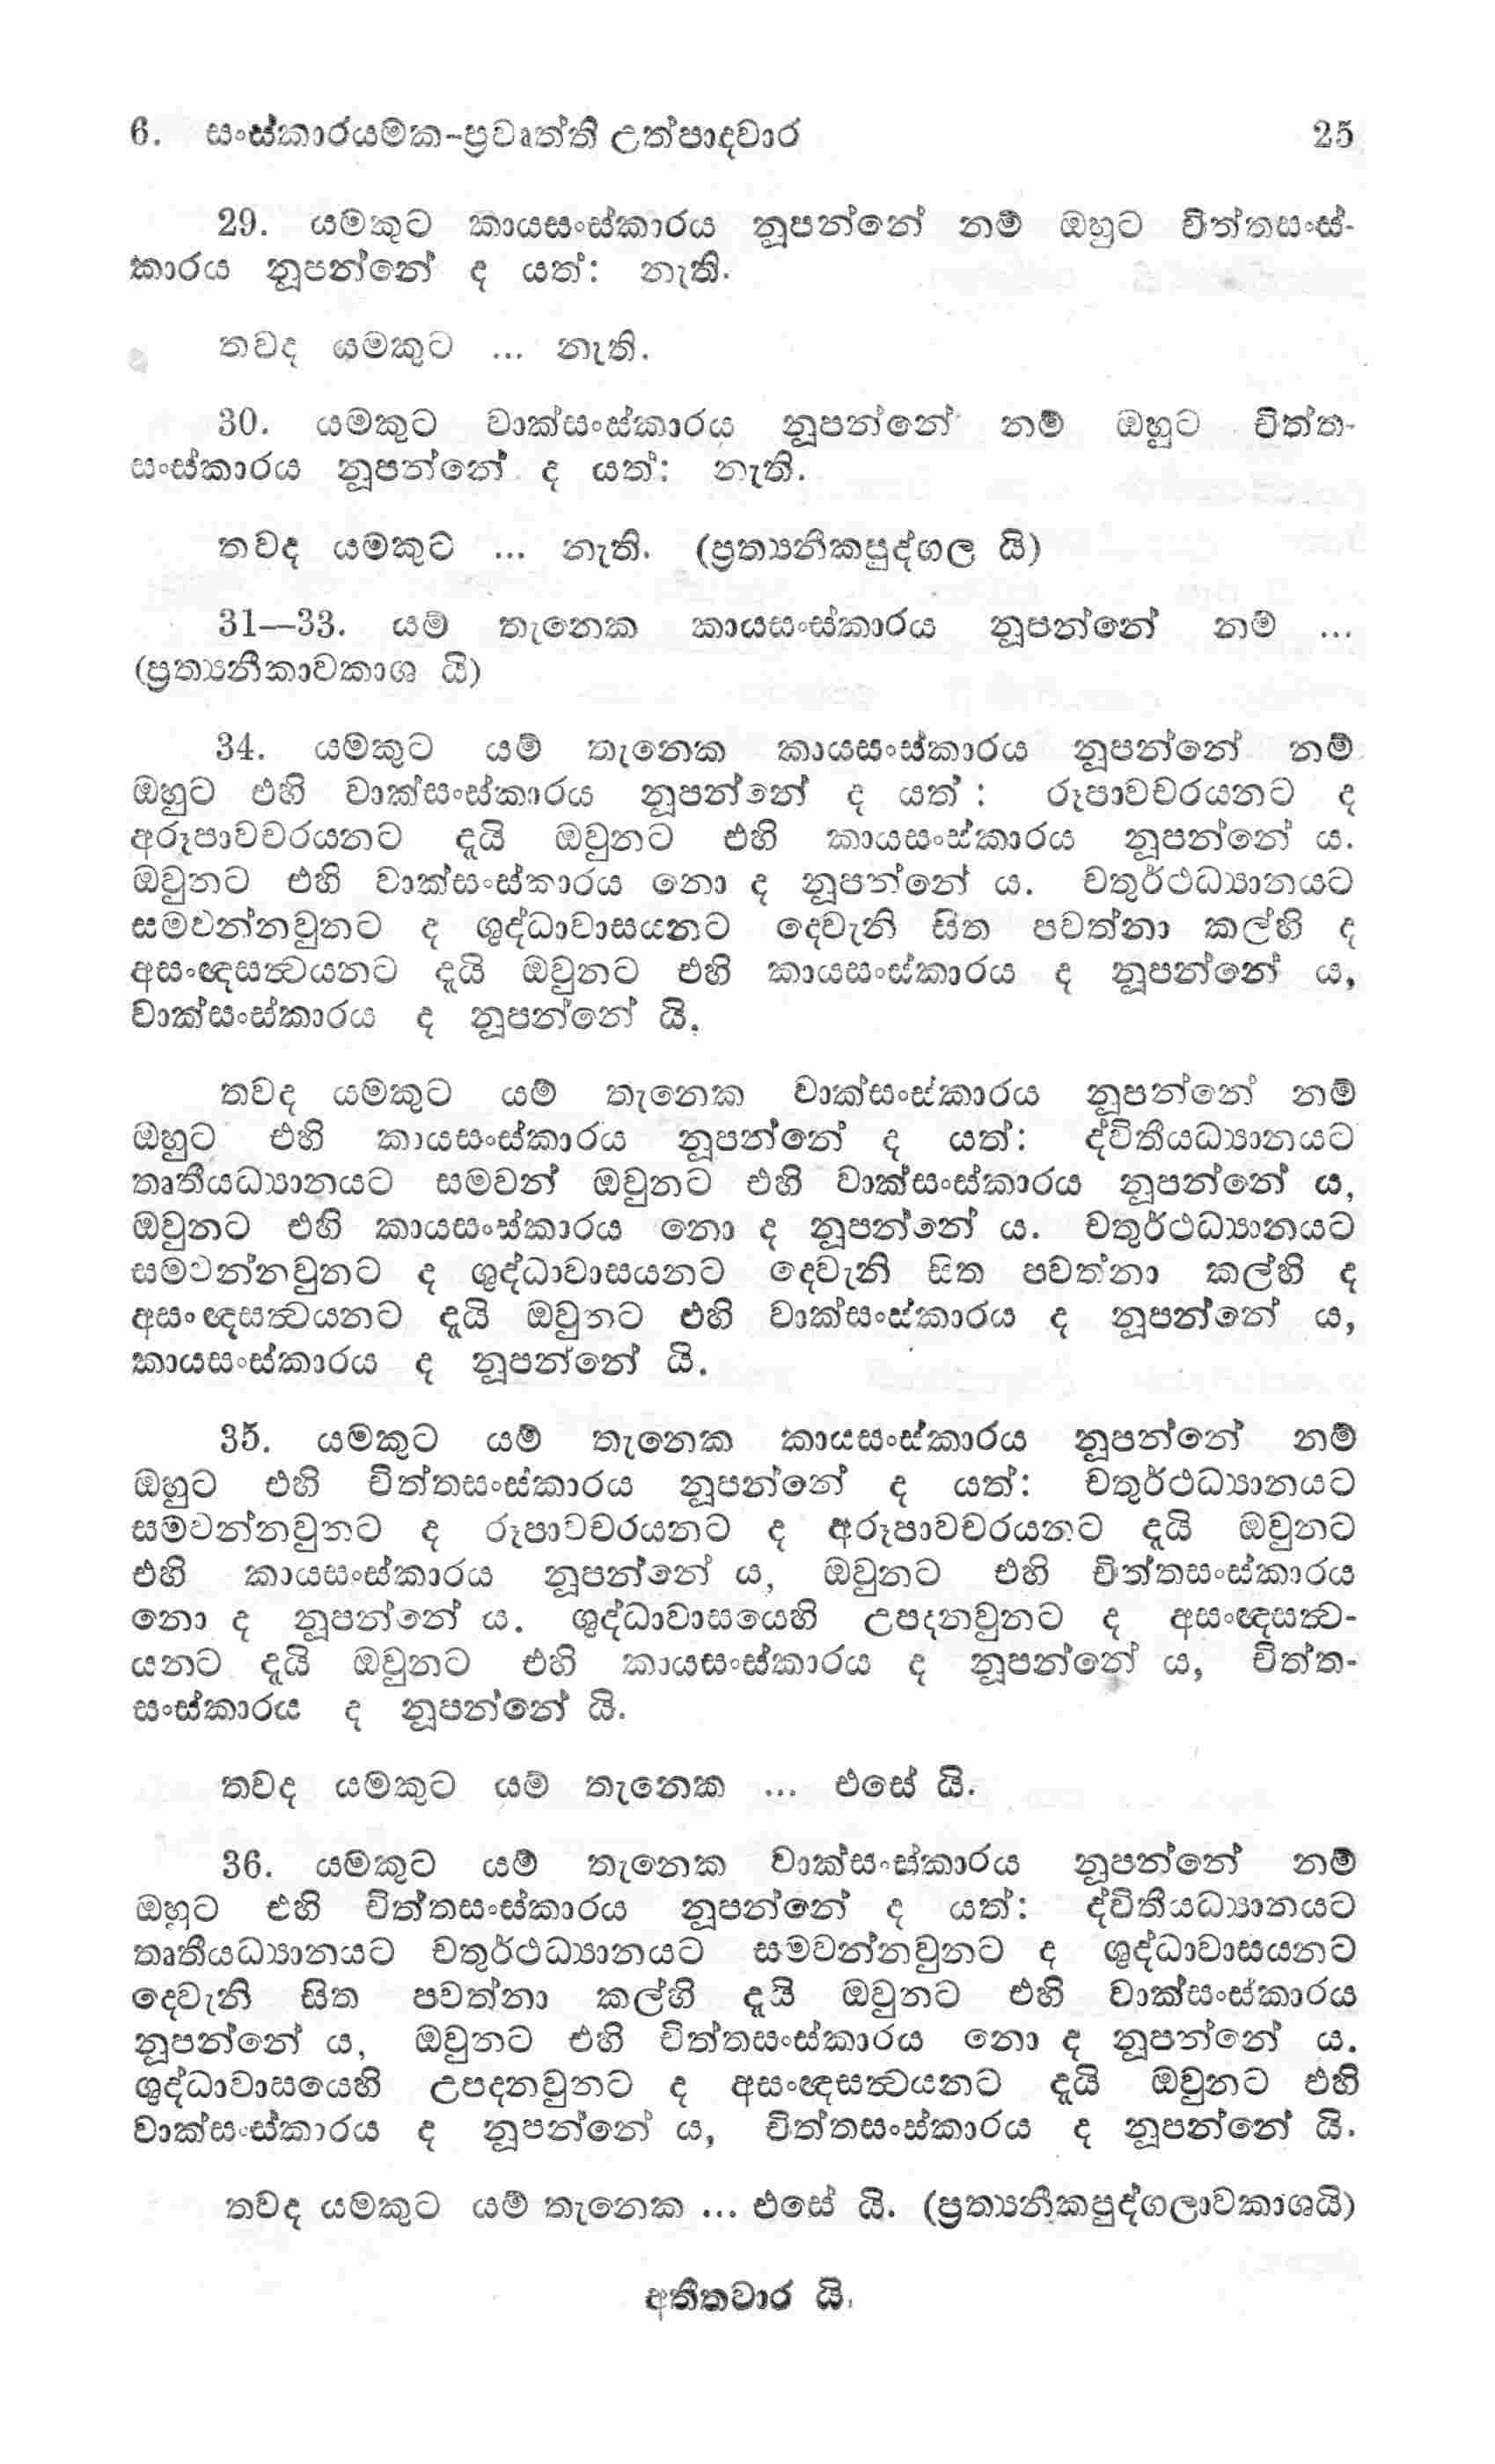 6. සංස්කාරයමක-ප්‍රවෘත්ති උත්පාදවාර 25
29. යමකුට කායසංස්කාරය නූපන්නේ නම් ඔහුට චිත්තසංස්-
කාරය නූපන්නේ ද යත්: නැති.
තවද යමකුට ... නැති.
30. යමකුට වාක්සංස්කාරය නූපන්නේ නම් ඔහුට චිත්ත-
සංස්කාරය නූපන්නේ ද යත්: නැති.
තවද යමකුට ... නැති. (ප්‍රත්‍යනීකපුද්ගල යි)
31—33. යම් තැනෙක කායසංස්කාරය නූපන්නේ නම් ...
(ප්‍රත්‍යනීකාවකාශ යි)
34. යමකුට යම් තැනෙක කායසංස්කාරය නූපන්නේ නම්
ඔහුට එහි වාක්සංස්කාරය නූපන්නේ ද යත් : රූපාවචරයනට ද
අරූපාවචරයනට දැයි ඔවුනට එහි කායසංස්කාරය නූපන්නේ ය.
ඔවුනට එහි වාක්සංස්කාරය නො ද නූපන්නේ ය. චතුර්ථධ්‍යානයට
සමවන්නවුනට ද ශුද්ධාවාසයනට දෙවැනි සිත පවත්නා කල්හි ද
අසංඥසත්‍වයනට දැයි ඔවුනට එහි කායසංස්කාරය ද නූපන්නේ ය,
වාක්සංස්කාරය ද නූපන්නේ යි.
තවද යමකුට යම් තැනෙක වාක්සංස්කාරය නූපන්නේ නම්
ඔහුට එහි කායසංස්කාරය නූපන්නේ ද යත්: ද්විතීයධ්‍යානයට
තෘතීයධ්‍යානයට සමවන් ඔවුනට එහි වාක්සංස්කාරය නූපන්නේ ය,
ඔවුනට එහි කායසංස්කාරය නො ද නූපන්නේ ය. චතුර්ථධ්‍යානයට
සමවන්නවුනට ද ශුද්ධාවාසයනට දෙවැනි සිත පවත්නා කල්හි ද
අසංඥසත්‍වයනට දැයි ඔවුනට එහි වාක්සංස්කාරය ද නූපන්නේ ය,
කායසංස්කාරය ද නූපන්නේ යි.
35. යමකුට යම් තැනෙක කායසංස්කාරය නූපන්නේ නම්
ඔහුට එහි චිත්තසංස්කාරය නූපන්නේ ද යත්: චතුර්ථධ්‍යානයට
සමවන්නවුනට ද රූපාවචරයනට ද අරූපාවචරයනට දැයි ඔවුනට
එහි කායසංස්කාරය නූපන්නේ ය, ඔවුනට එහි චිත්තසංස්කාරය
නො ද නූපන්නේ ය. ශුද්ධාවාසයෙහි උපදනවුනට ද අසංඥසත්‍ව-
යනට දැයි ඔවුනට එහි කායසංස්කාරය ද නූපන්නේ ය, චිත්ත-
සංස්කාරය ද නූපන්නේ යි.
තවද යමකුට යම් තැනෙක ... එසේ යි.
36. යමකුට යම් තැනෙක වාක්සංස්කාරය නූපන්නේ නම්
ඔහුට එහි චිත්තසංස්කාරය නූපන්නේ ද යත්: ද්විතීයධ්‍යානයට
තෘතීයධ්‍යානයට චතුර්ථධ්‍යානයට සමවන්නවුනට ද ශුද්ධාවාසයනට
දෙවැනි සිත පවත්නා කල්හි දැයි ඔවුනට එහි වාක්සංස්කාරය
නූපන්නේ ය, ඔවුනට එහි චිත්තසංස්කාරය නො ද නූපන්නේ ය.
ශුද්ධාවාසයෙහි උපදනවුනට ද අසංඥසත්‍වයනට දැයි ඔවුනට එහි
වාක්සංස්කාරය ද නූපන්නේ ය, චිත්තසංස්කාරය ද නූපන්නේ යි.
තවද යමකුට යම් තැනෙක ... එසේ යි. (ප්‍රත්‍යනීකපුද්ගලාවකාශයි)
අතීතවාර යි.